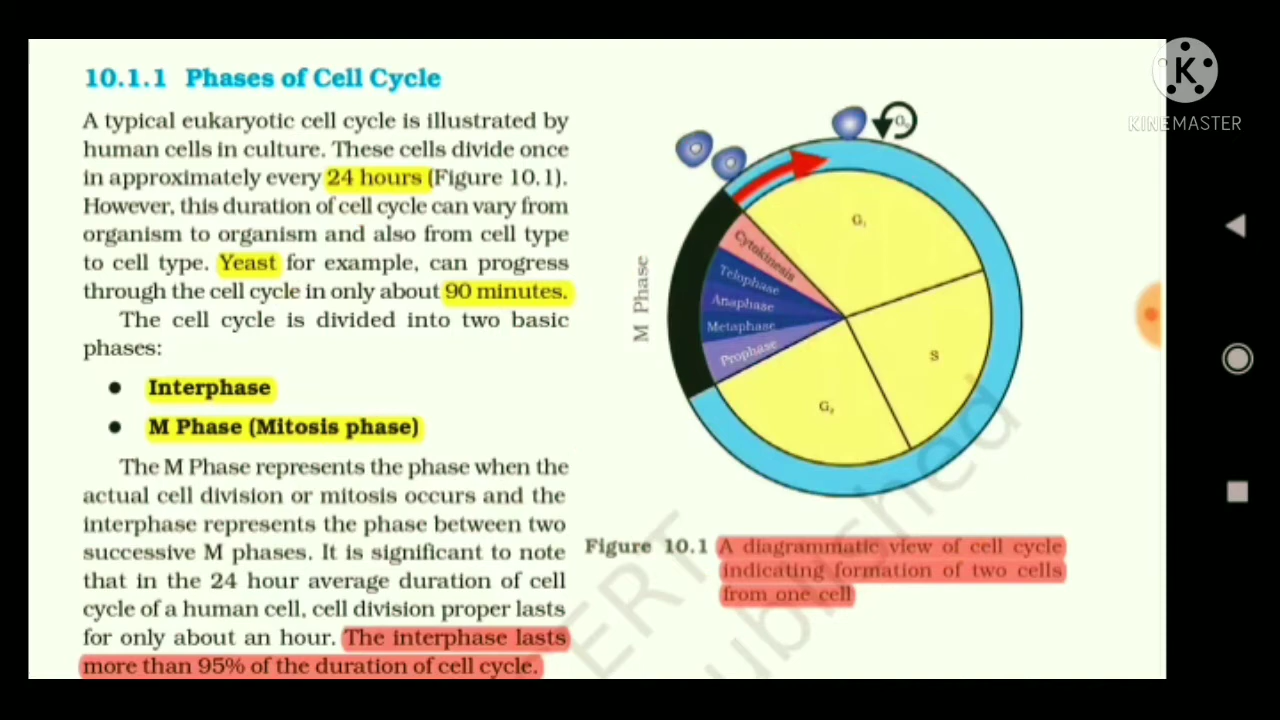 10.1.1 Phases of Cell Cycle
A typical eukaryotic cell cycle is illustrated by
human cells in culture. These cells divide once
in approximately every 24 hours (Figure 10.1).
However, this duration of cell cycle can vary from
organism to organism and also from cell type
to cell type. Yeast for example, can progress
through the cell cycle in only about 90 minutes.
The cell cycle is divided into two basic
phases:
● Interphase
● M Phase (Mitosis phase)
The M Phase represents the phase when the
actual cell division or mitosis occurs and the
interphase represents the phase between two
successive M phases. It is significant to note
that in the 24 hour average duration of cell
cycle of a human cell, cell division proper lasts
for only about an hour. The interphase lasts
more than 95% of the duration of cell cycle.
M Phase
G₀
G₁
Cytokinesis
Telophase
Anaphase
Metaphase
Prophase
S
G₂
Figure 10.1 A diagrammatic view of cell cycle
indicating formation of two cells
from one cell
ERT
ublished
K
KINEMASTER